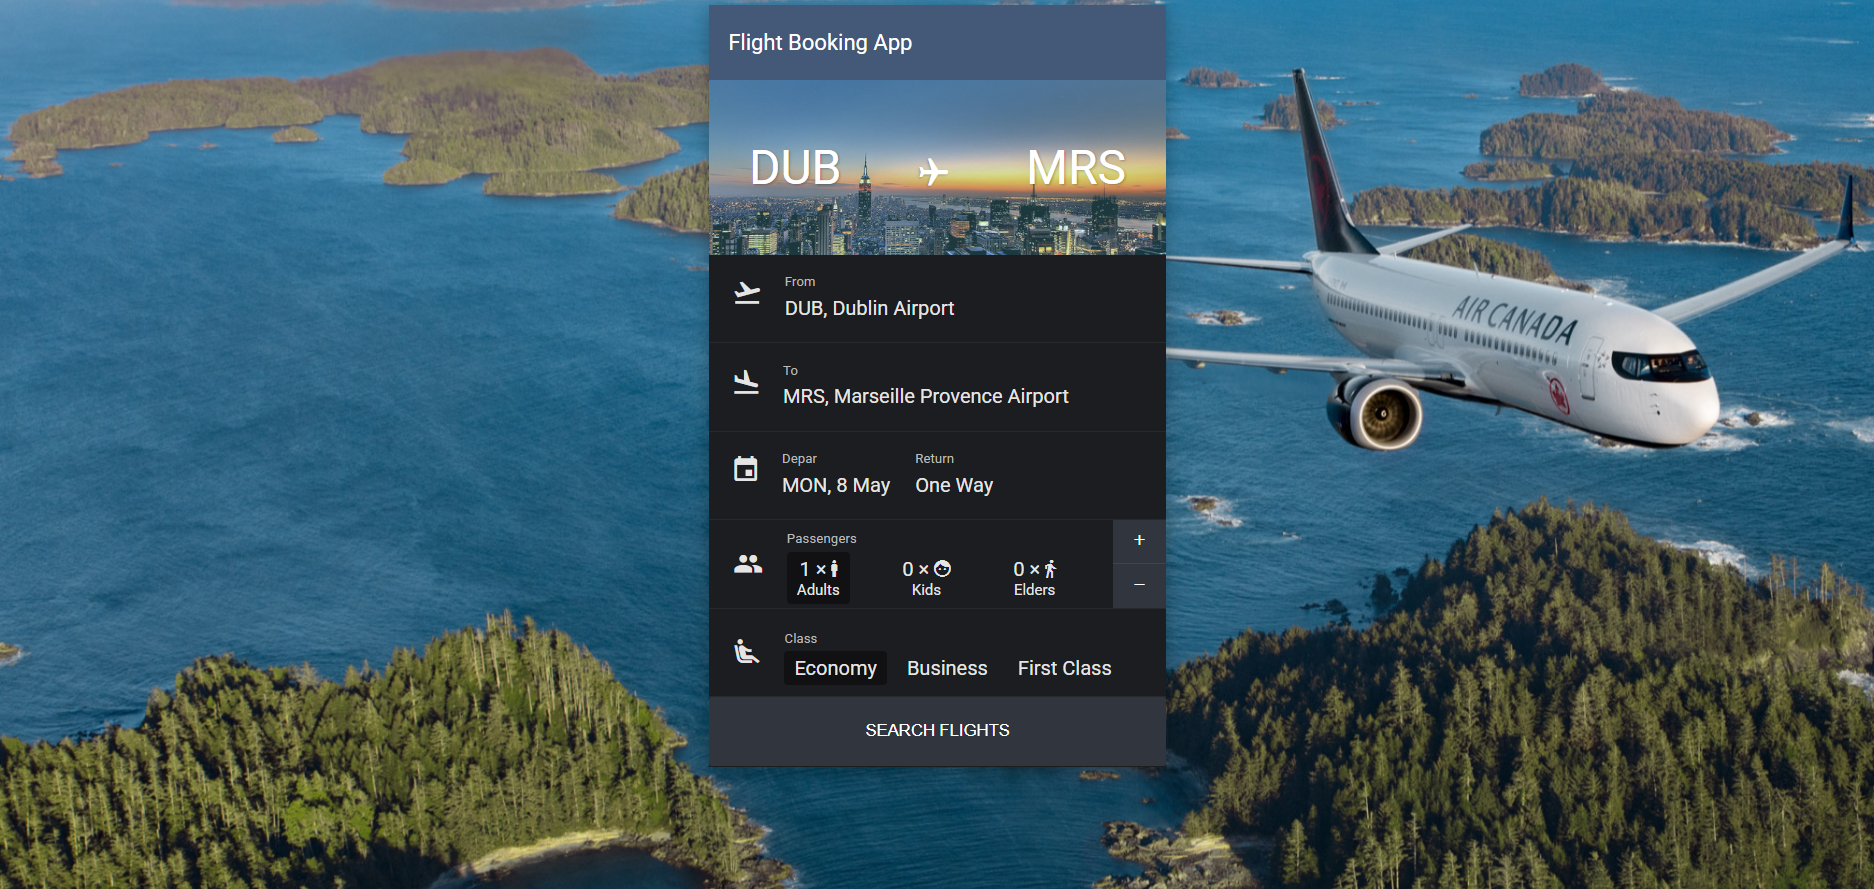 Flight Booking App
DUB MRS
From
DUB, Dublin Airport
To
MRS, Marseille Provence Airport
Depar Return
MON, 8 May One Way
Passengers
+
1 × 0 × 0 ×
Adults Kids Elders
−
Class
Economy Business First Class
SEARCH FLIGHTS
AIR CANADA